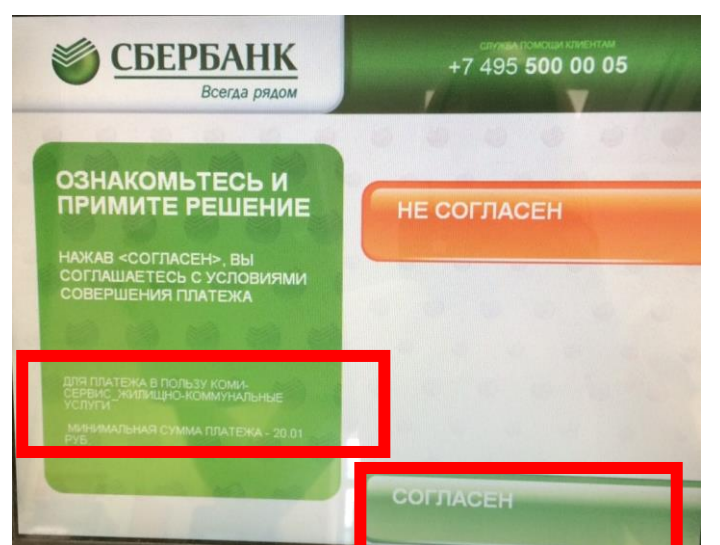 СБЕРБАНК
Всегда рядом
СЛУЖБА ПОМОЩИ КЛИЕНТАМ
+7 495 500 00 05
ОЗНАКОМЬТЕСЬ И
ПРИМИТЕ РЕШЕНИЕ
НАЖАВ <СОГЛАСЕН>, ВЫ
СОГЛАШАЕТЕСЬ С УСЛОВИЯМИ
СОВЕРШЕНИЯ ПЛАТЕЖА
ДЛЯ ПЛАТЕЖА В ПОЛЬЗУ КОМИ-
СЕРВИС_ЖИЛИЩНО-КОММУНАЛЬНЫЕ
УСЛУГИ
МИНИМАЛЬНАЯ СУММА ПЛАТЕЖА - 20.01
РУБ
НЕ СОГЛАСЕН
СОГЛАСЕН